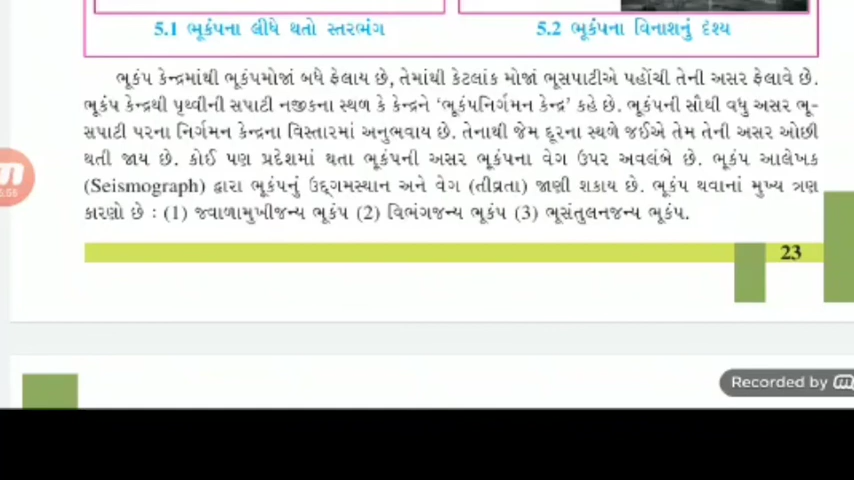 5.1 ભૂકંપના લીધે થતો સ્તરભંગ
5.2 ભૂકંપના વિનાશનું દૃશ્ય
ભૂકંપ કેન્દ્રમાંથી ભૂકંપમોજાં બધે ફેલાય છે, તેમાંથી કેટલાંક મોજાં ભૂસપાટીએ પહોંચી તેની અસર ફેલાવે છે.
ભૂકંપ કેન્દ્રથી પૃથ્વીની સપાટી નજીકના સ્થળ કે કેન્દ્રને ‘ભૂકંપનિર્ગમન કેન્દ્ર’ કહે છે. ભૂકંપની સૌથી વધુ અસર ભૂ-
સપાટી પરના નિર્ગમન કેન્દ્રના વિસ્તારમાં અનુભવાય છે. તેનાથી જેમ દૂરના સ્થળે જઈએ તેમ તેની અસર ઓછી
થતી જાય છે. કોઈ પણ પ્રદેશમાં થતા ભૂકંપની અસર ભૂકંપના વેગ ઉપર અવલંબે છે. ભૂકંપ આલેખક
(Seismograph) દ્વારા ભૂકંપનું ઉદ્દગમસ્થાન અને વેગ (તીવ્રતા) જાણી શકાય છે. ભૂકંપ થવાનાં મુખ્ય ત્રણ
કારણો છે : (1) જ્વાળામુખીજન્ય ભૂકંપ (2) વિભંગજન્ય ભૂકંપ (3) ભૂસંતુલનજન્ય ભૂકંપ.
23
Recorded by